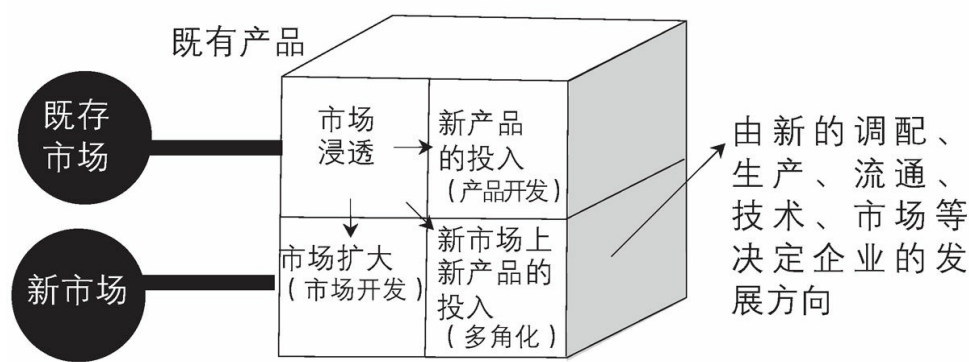 既有产品
既存
市场
市场
浸透
新产品
的投入
（产品开发）
新市场
市场扩大
（市场开发）
新市场上
新产品的
投入
（多角化）
由新的调配、
生产、流通、
技术、市场等
决定企业的发
展方向